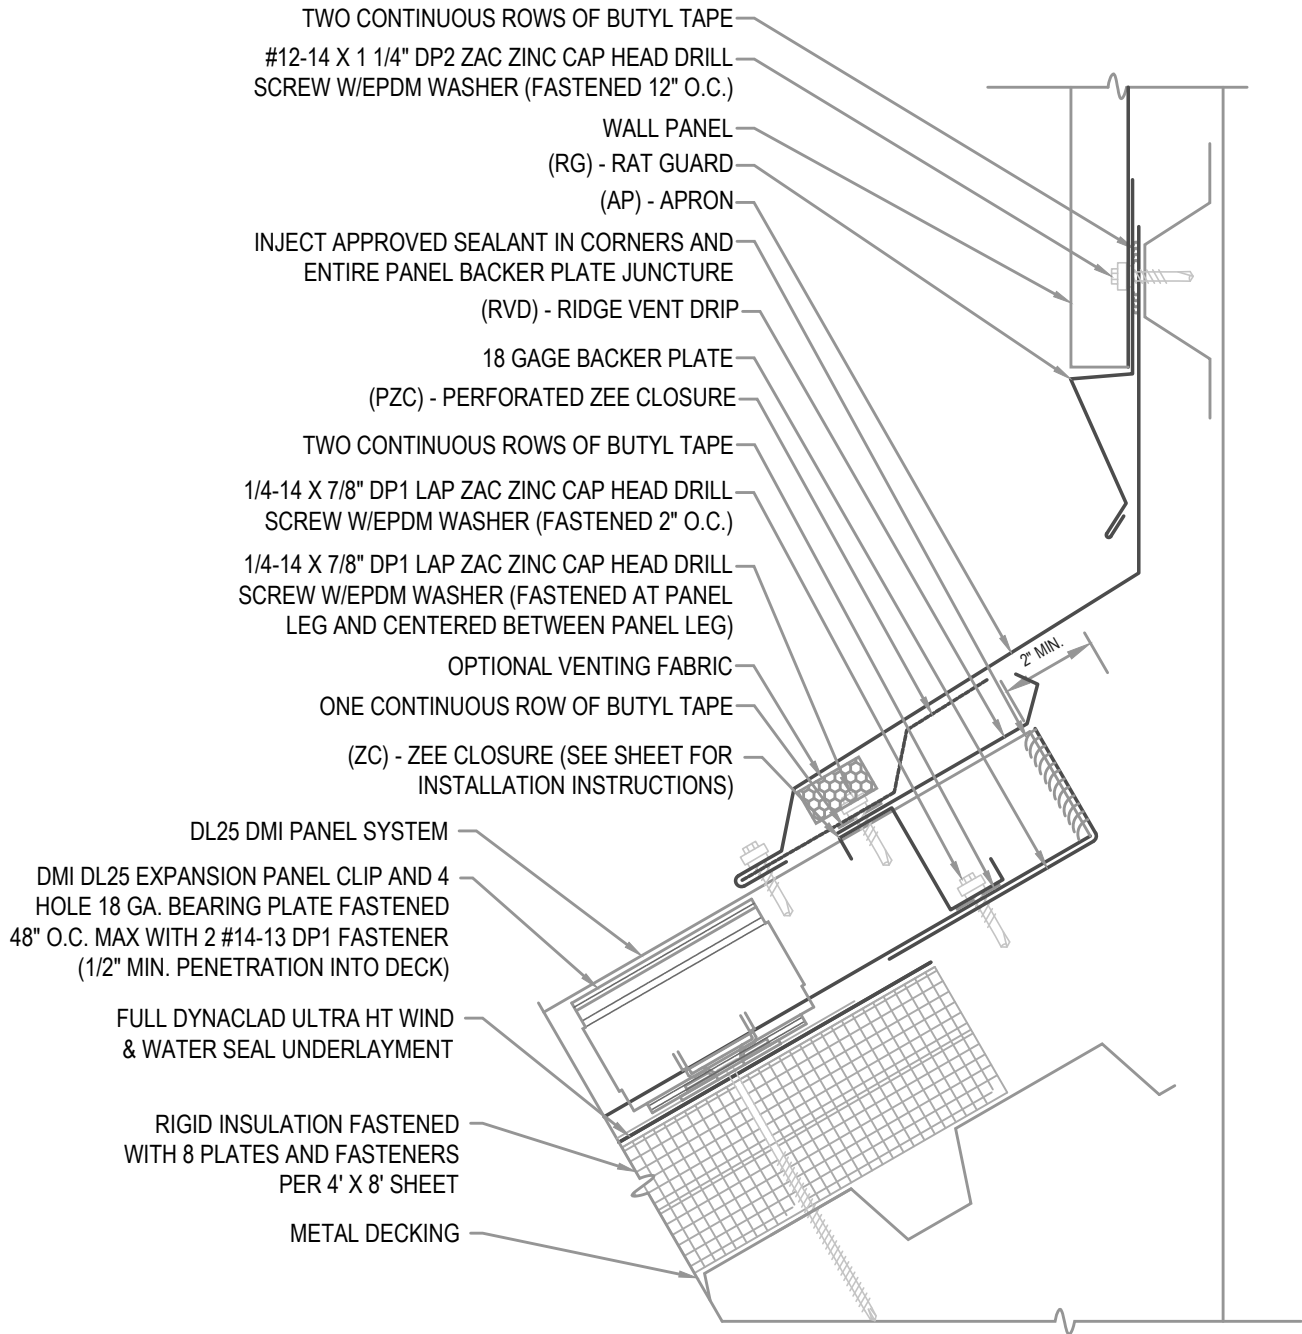 TWO CONTINUOUS ROWS OF BUTYL TAPE
#12-14 X 1 1/4" DP2 ZAC ZINC CAP HEAD DRILL
SCREW W/EPDM WASHER (FASTENED 12" O.C.)
WALL PANEL
(RG) - RAT GUARD
(AP) - APRON
INJECT APPROVED SEALANT IN CORNERS AND
ENTIRE PANEL BACKER PLATE JUNCTURE
(RVD) - RIDGE VENT DRIP
18 GAGE BACKER PLATE
(PZC) - PERFORATED ZEE CLOSURE
TWO CONTINUOUS ROWS OF BUTYL TAPE
1/4-14 X 7/8" DP1 LAP ZAC ZINC CAP HEAD DRILL
SCREW W/EPDM WASHER (FASTENED 2" O.C.)
1/4-14 X 7/8" DP1 LAP ZAC ZINC CAP HEAD DRILL
SCREW W/EPDM WASHER (FASTENED AT PANEL
LEG AND CENTERED BETWEEN PANEL LEG)
2" MIN.
OPTIONAL VENTING FABRIC
ONE CONTINUOUS ROW OF BUTYL TAPE
(ZC) - ZEE CLOSURE (SEE SHEET FOR
INSTALLATION INSTRUCTIONS)
DL25 DMI PANEL SYSTEM
DMI DL25 EXPANSION PANEL CLIP AND 4
HOLE 18 GA. BEARING PLATE FASTENED
48" O.C. MAX WITH 2 #14-13 DP1 FASTENER
(1/2" MIN. PENETRATION INTO DECK)
FULL DYNACLAD ULTRA HT WIND
& WATER SEAL UNDERLAYMENT
RIGID INSULATION FASTENED
WITH 8 PLATES AND FASTENERS
PER 4' X 8' SHEET
METAL DECKING